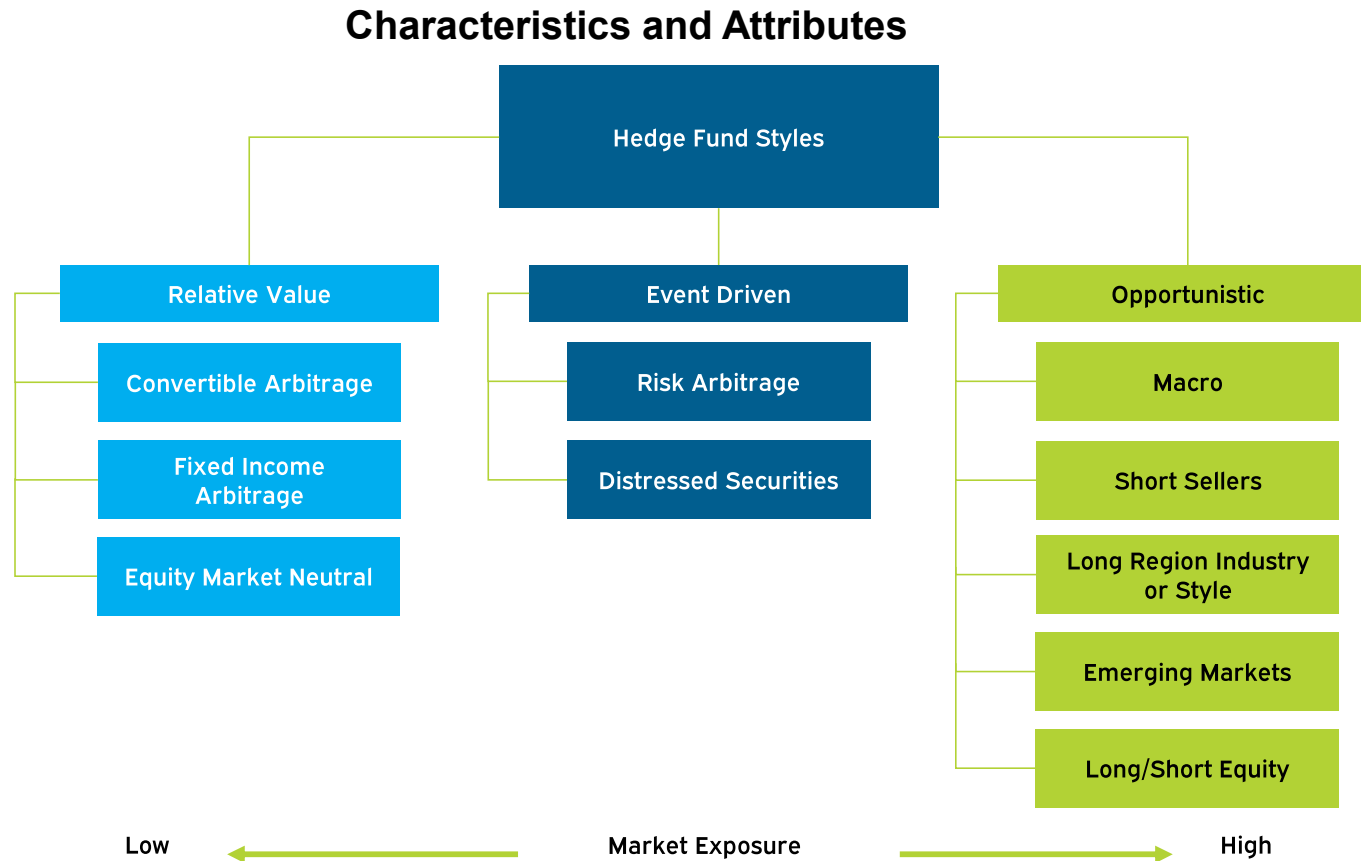 Characteristics and Attributes
Hedge Fund Styles
Relative Value
Convertible Arbitrage
Fixed Income
Arbitrage
Equity Market Neutral
Event Driven
Risk Arbitrage
Distressed Securities
Opportunistic
Macro
Short Sellers
Long Region Industry
or Style
Emerging Markets
Long/Short Equity
Low
Market Exposure
High